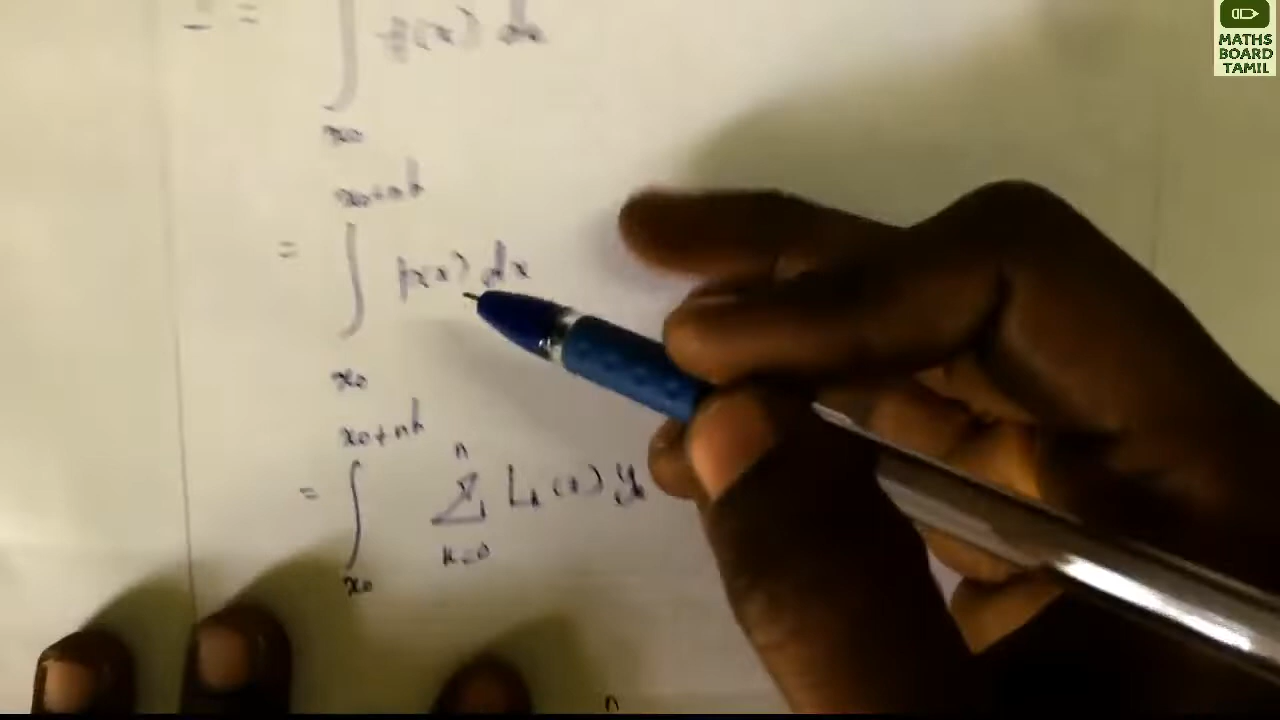 I = ∫ f(x) dx
x₀
x₀+nh
= ∫ f(x) dx
x₀
x₀+nh
= ∫ Σ Lₖ(x) yₖ
n
k=0
x₀
n
MATHS
BOARD
TAMIL